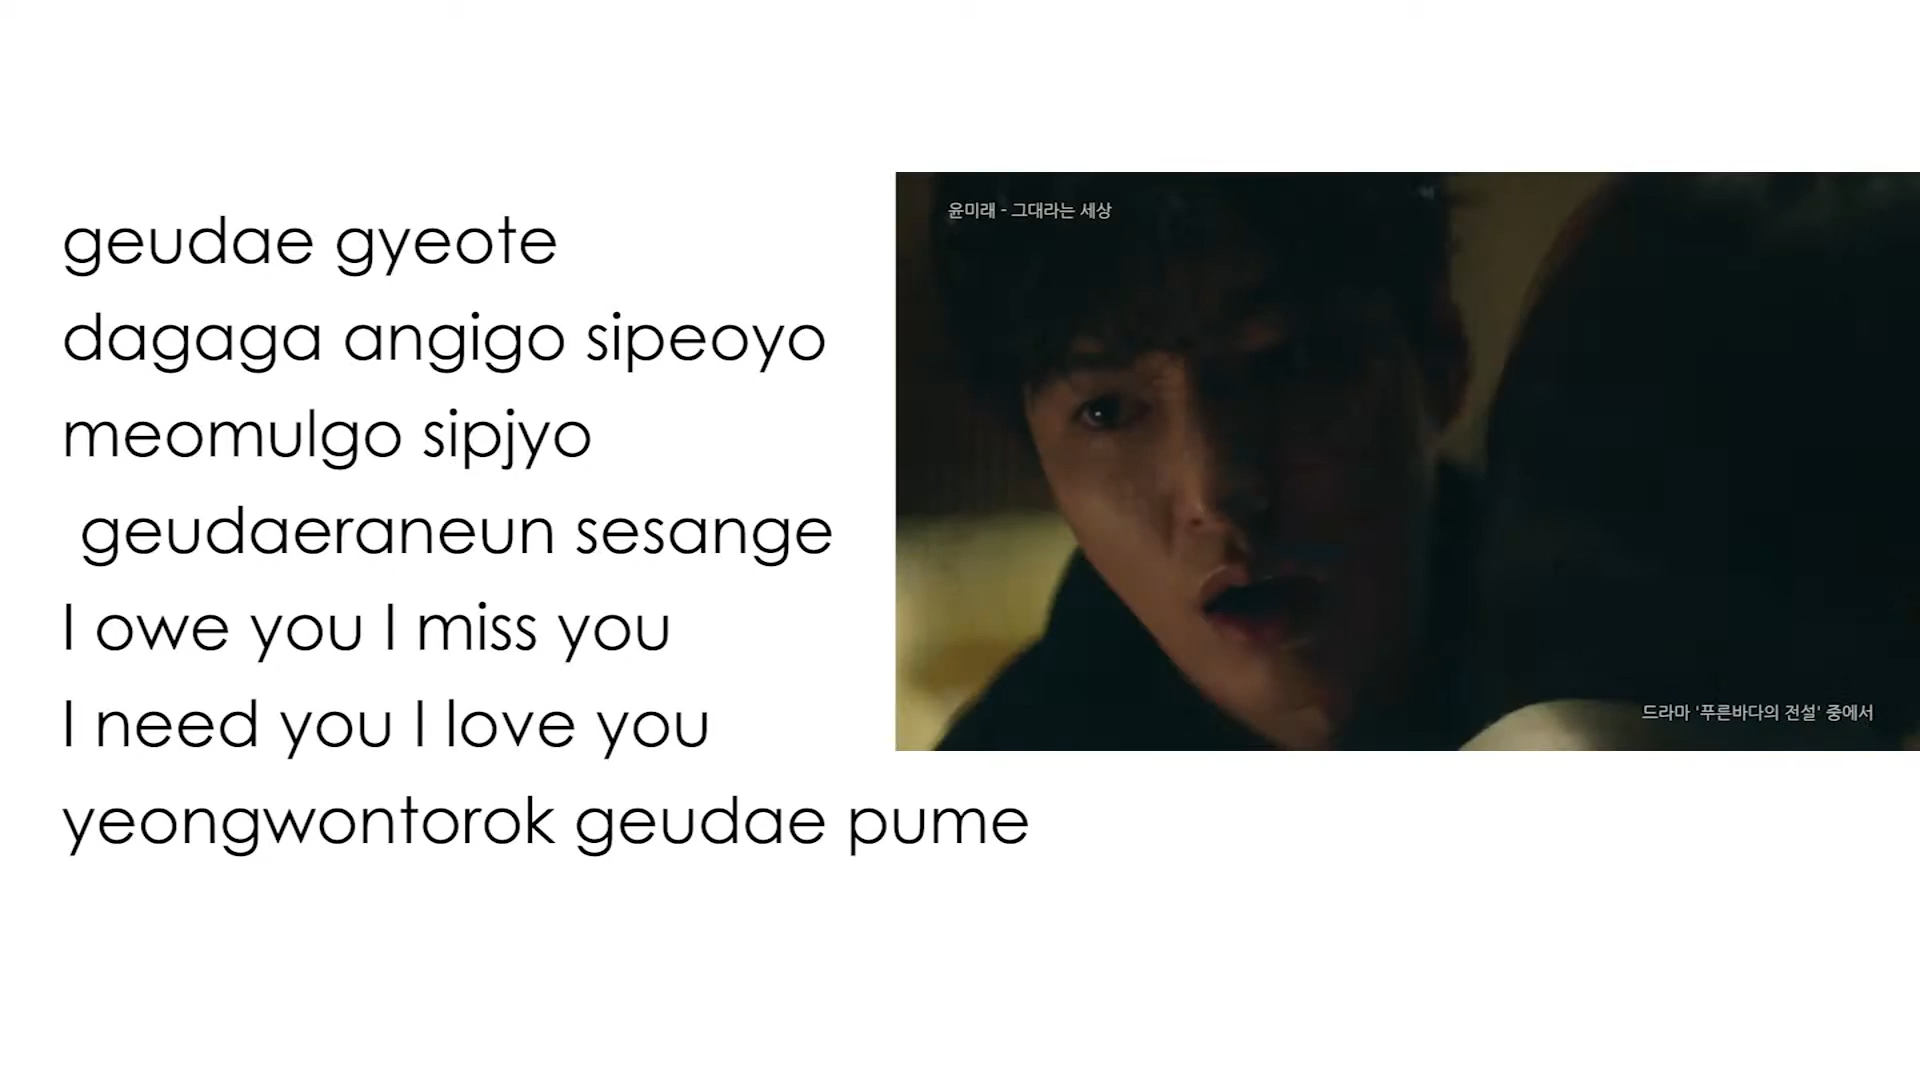 geudae gyeote
dagaga angigo sipeoyo
meomulgo sipjyo
geudaeraneun sesange
I owe you I miss you
I need you I love you
yeongwontorok geudae pume
윤미래 - 그대라는 세상
드라마 '푸른바다의 전설' 중에서